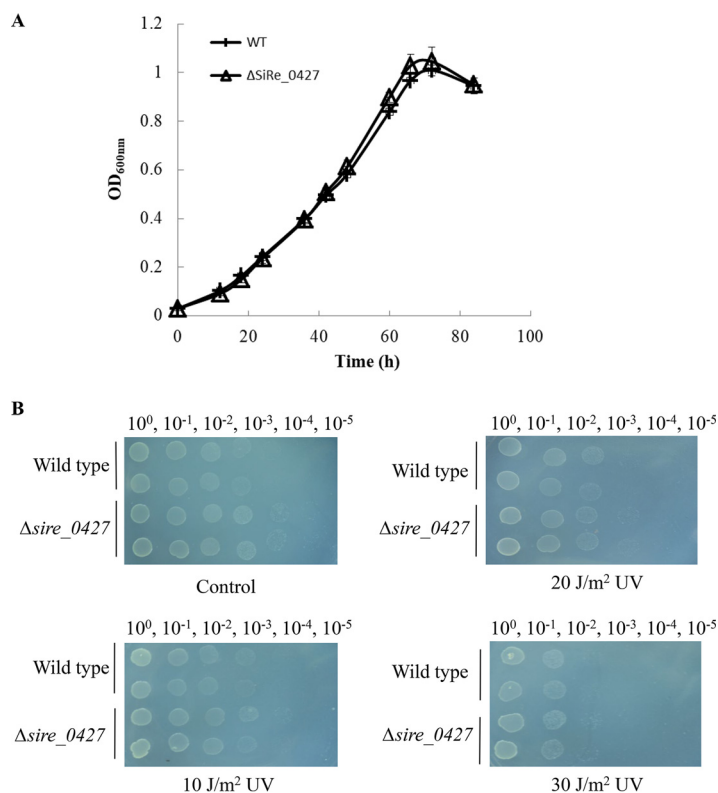 A
1.2
1
0.8
0.6
0.4
0.2
0
WT
ΔSiRe_0427
OD600nm
0 20 40 60 80 100
Time (h)
B
10⁰, 10⁻¹, 10⁻², 10⁻³, 10⁻⁴, 10⁻⁵
Wild type
Δsire_0427
Control
10⁰, 10⁻¹, 10⁻², 10⁻³, 10⁻⁴, 10⁻⁵
Wild type
Δsire_0427
20 J/m² UV
10⁰, 10⁻¹, 10⁻², 10⁻³, 10⁻⁴, 10⁻⁵
Wild type
Δsire_0427
10 J/m² UV
10⁰, 10⁻¹, 10⁻², 10⁻³, 10⁻⁴, 10⁻⁵
Wild type
Δsire_0427
30 J/m² UV